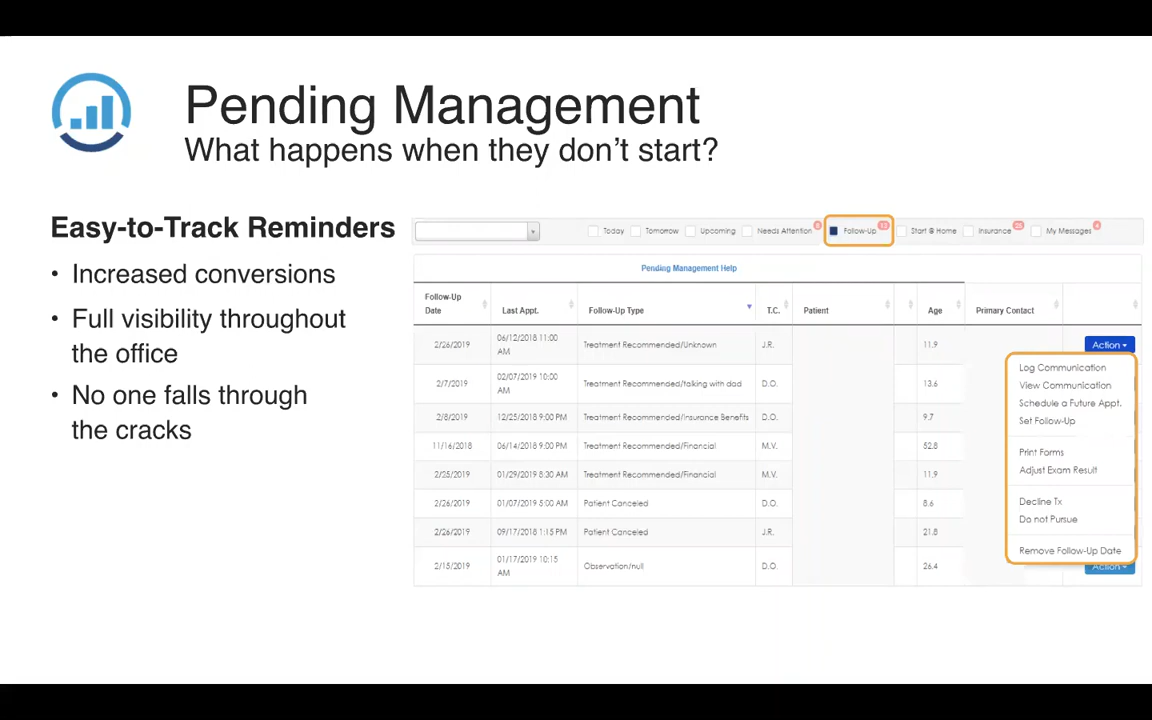 Pending Management
What happens when they don't start?
Easy-to-Track Reminders
• Increased conversions
• Full visibility throughout
the office
• No one falls through
the cracks
Today Tomorrow Upcoming Needs Attention Follow-Up Start @ Home Insurance My Messages
Pending Management Help
Follow-Up
Date Last Appt. Follow-Up Type T.C. Patient Age Primary Contact
2/26/2019 06/12/2018 11:00
AM Treatment Recommended/Unknown J.R. 11.9 Action
2/7/2019 02/07/2019 10:00
AM Treatment Recommended/talking with dad D.O. 13.6
2/8/2019 12/25/2018 9:00 PM Treatment Recommended/Insurance Benefits D.O. 9.7
11/16/2018 06/14/2018 9:00 PM Treatment Recommended/Financial M.V. 52.8
2/25/2019 01/29/2019 8:30 AM Treatment Recommended/Financial M.V. 11.9
2/26/2019 01/07/2019 5:00 AM Patient Canceled D.O. 8.6
2/26/2019 09/17/2018 1:15 PM Patient Canceled J.R. 21.8
2/15/2019 01/17/2019 10:15
AM Observation/null D.O. 26.4 Action
Log Communication
View Communication
Schedule a Future Appt.
Set Follow-Up
Print Forms
Adjust Exam Result
Decline Tx
Do not Pursue
Remove Follow-Up Date